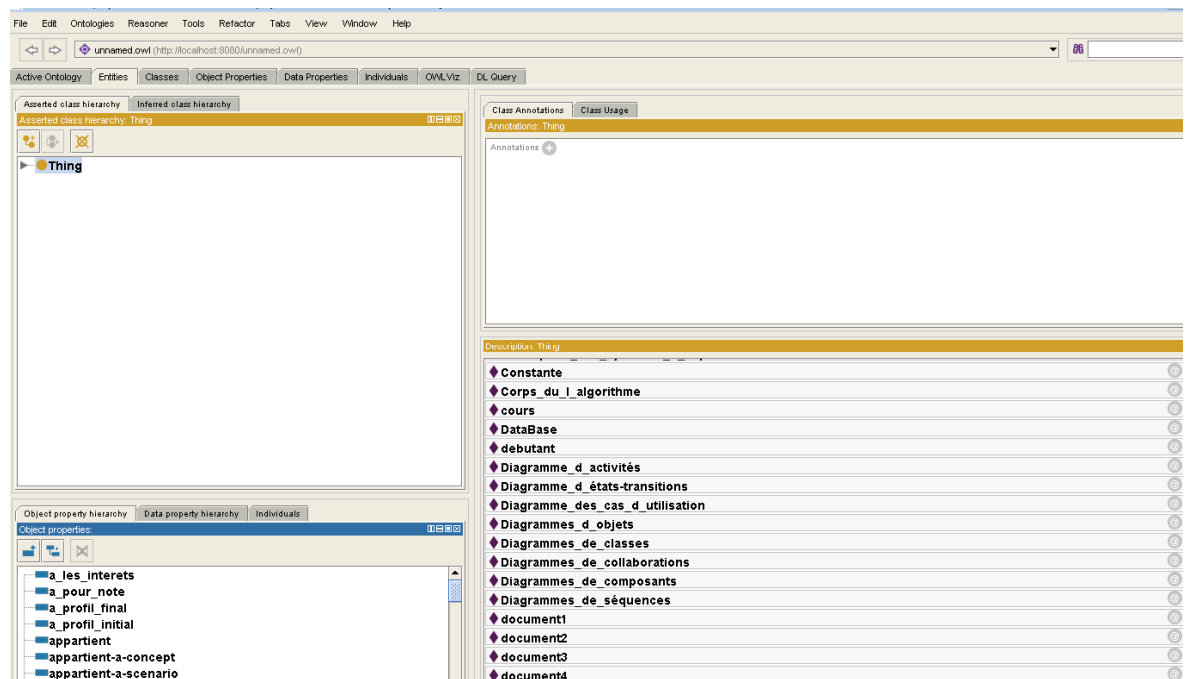 File Edit Ontologies Reasoner Tools Refactor Tabs View Window Help
unnamed.owl (http://localhost:8080/unnamed.owl)
Active Ontology Entities Classes Object Properties Data Properties Individuals OWLViz DL Query
Asserted class hierarchy Inferred class hierarchy
Asserted class hierarchy: Thing
Thing
Class Annotations Class Usage
Annotations: Thing
Annotations
Description: Thing
Constante
Corps_du_l_algorithme
cours
DataBase
debutant
Diagramme_d_activités
Diagramme_d_états-transitions
Diagramme_des_cas_d_utilisation
Diagrammes_d_objets
Diagrammes_de_classes
Diagrammes_de_collaborations
Diagrammes_de_composants
Diagrammes_de_séquences
document1
document2
document3
document4
Object property hierarchy Data property hierarchy Individuals
Object properties:
a_les_interets
a_pour_note
a_profil_final
a_profil_initial
appartient
appartient-a-concept
appartient-a-scenario